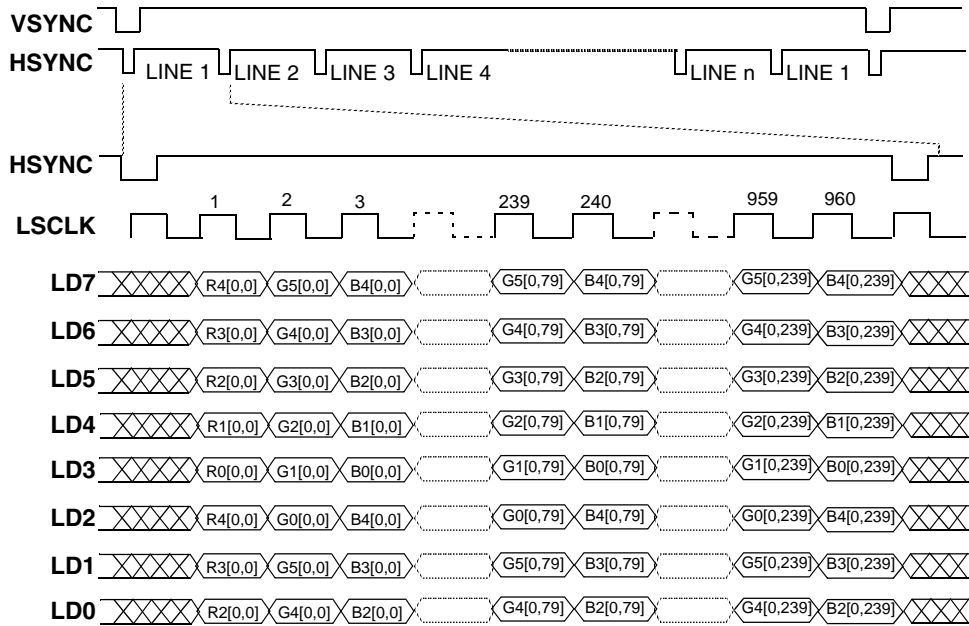 VSYNC
HSYNC LINE 1 LINE 2 LINE 3 LINE 4 LINE n LINE 1
HSYNC
1 2 3 239 240 959 960
LSCLK
LD7 R4[0,0] G5[0,0] B4[0,0] G5[0,79] B4[0,79] G5[0,239] B4[0,239]
LD6 R3[0,0] G4[0,0] B3[0,0] G4[0,79] B3[0,79] G4[0,239] B3[0,239]
LD5 R2[0,0] G3[0,0] B2[0,0] G3[0,79] B2[0,79] G3[0,239] B2[0,239]
LD4 R1[0,0] G2[0,0] B1[0,0] G2[0,79] B1[0,79] G2[0,239] B1[0,239]
LD3 R0[0,0] G1[0,0] B0[0,0] G1[0,79] B0[0,79] G1[0,239] B0[0,239]
LD2 R4[0,0] G0[0,0] B4[0,0] G0[0,79] B4[0,79] G0[0,239] B4[0,239]
LD1 R3[0,0] G5[0,0] B3[0,0] G5[0,79] B3[0,79] G5[0,239] B3[0,239]
LD0 R2[0,0] G4[0,0] B2[0,0] G4[0,79] B2[0,79] G4[0,239] B2[0,239]